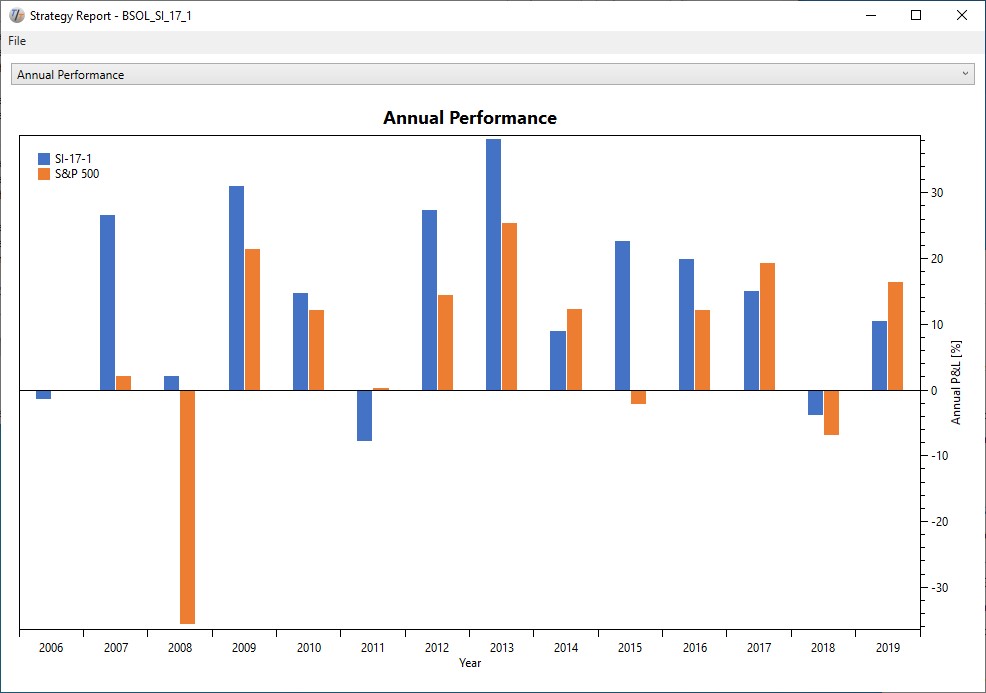 Strategy Report - BSOL_SI_17_1
File
Annual Performance
Annual Performance
SI-17-1
S&P 500
30
20
10
0
-10
-20
-30
Annual P&L [%]
2006 2007 2008 2009 2010 2011 2012 2013 2014 2015 2016 2017 2018 2019
Year